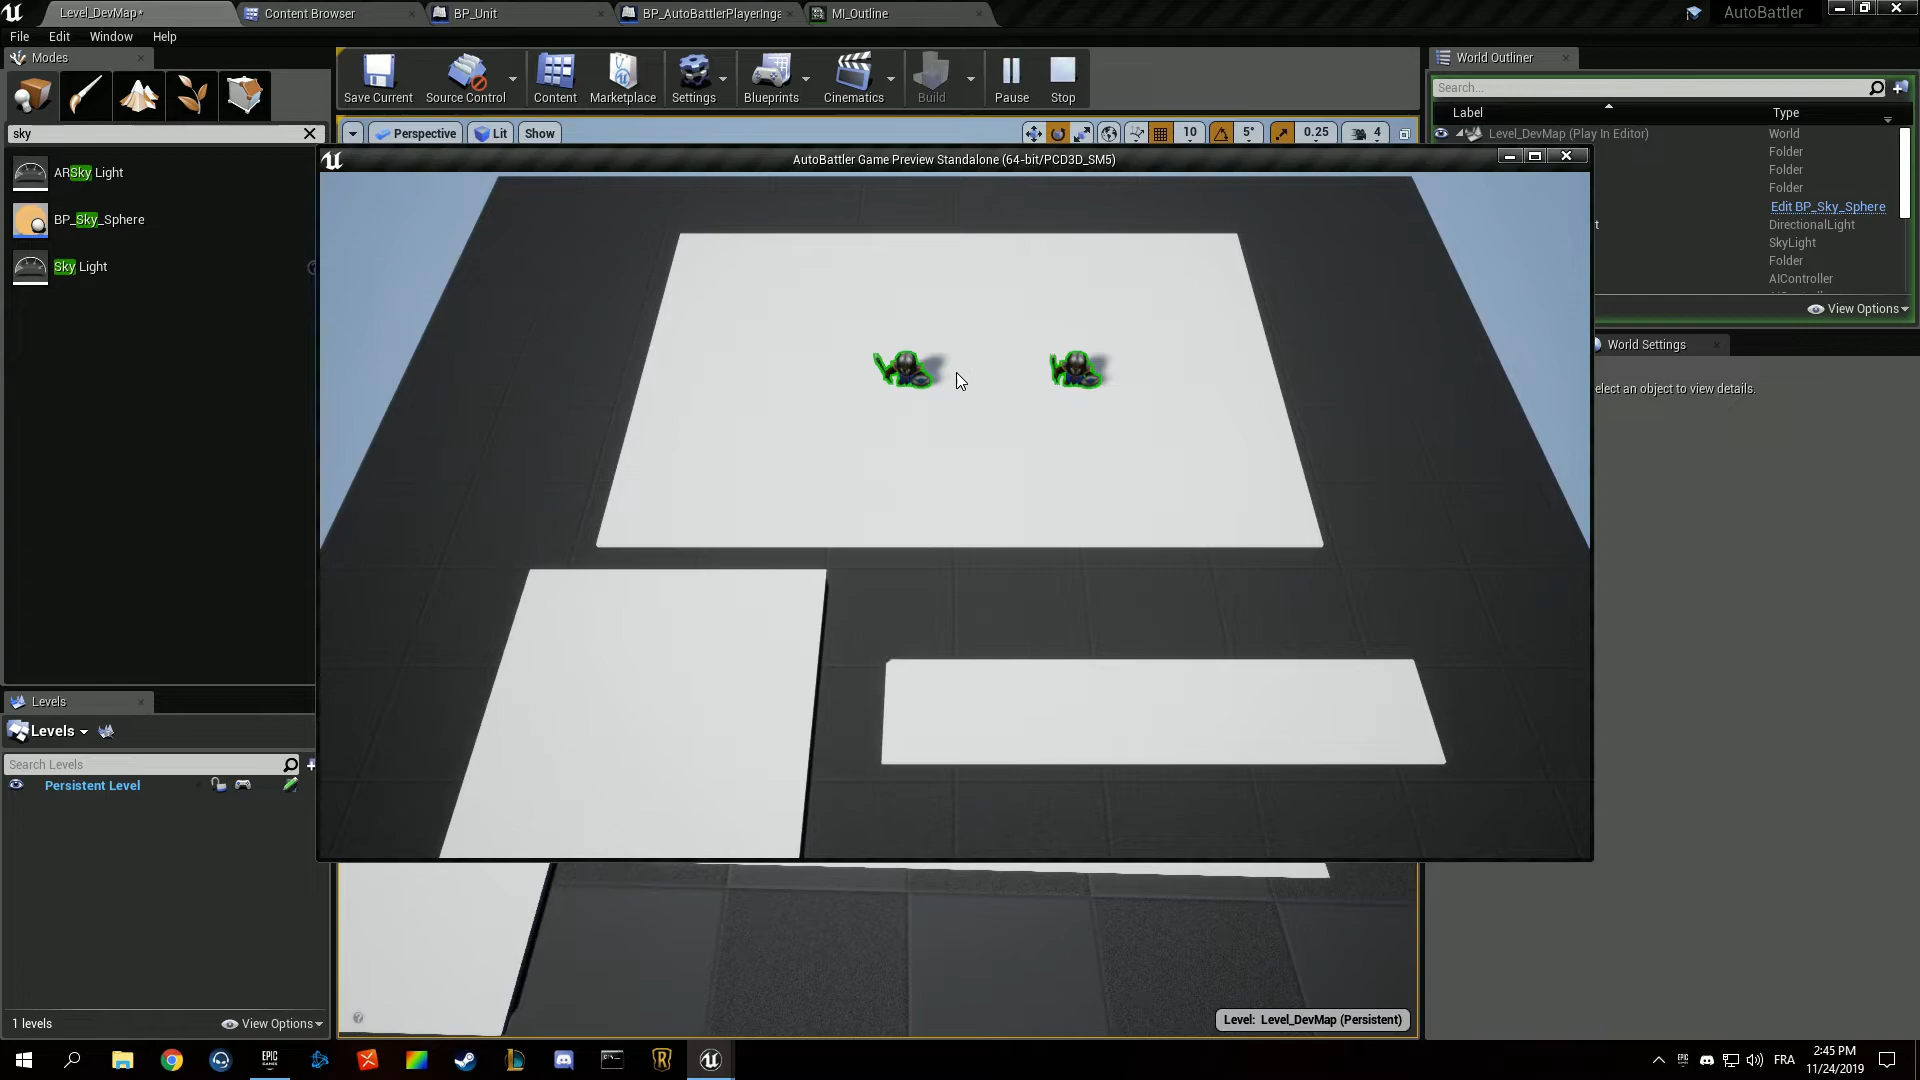 Level_DevMap*
Content Browser
BP_Unit
BP_AutoBattlerPlayerInga
MI_Outline
AutoBattler
File Edit Window Help
Modes
sky
ARSky Light
BP_Sky_Sphere
Sky Light
Save Current
Source Control
Content
Marketplace
Settings
Blueprints
Cinematics
Build
Pause
Stop
Perspective
Lit
Show
10
5°
0.25
4
AutoBattler Game Preview Standalone (64-bit/PCD3D_SM5)
World Outliner
Search...
Label Type
Level_DevMap (Play In Editor) World
Folder
Folder
Folder
Edit BP_Sky_Sphere
t DirectionalLight
SkyLight
Folder
AIController
View Options
World Settings
elect an object to view details.
Levels
Levels
Search Levels
Persistent Level
1 levels
View Options
Level: Level_DevMap (Persistent)
EPIC GAMES
FRA
2:45 PM
11/24/2019